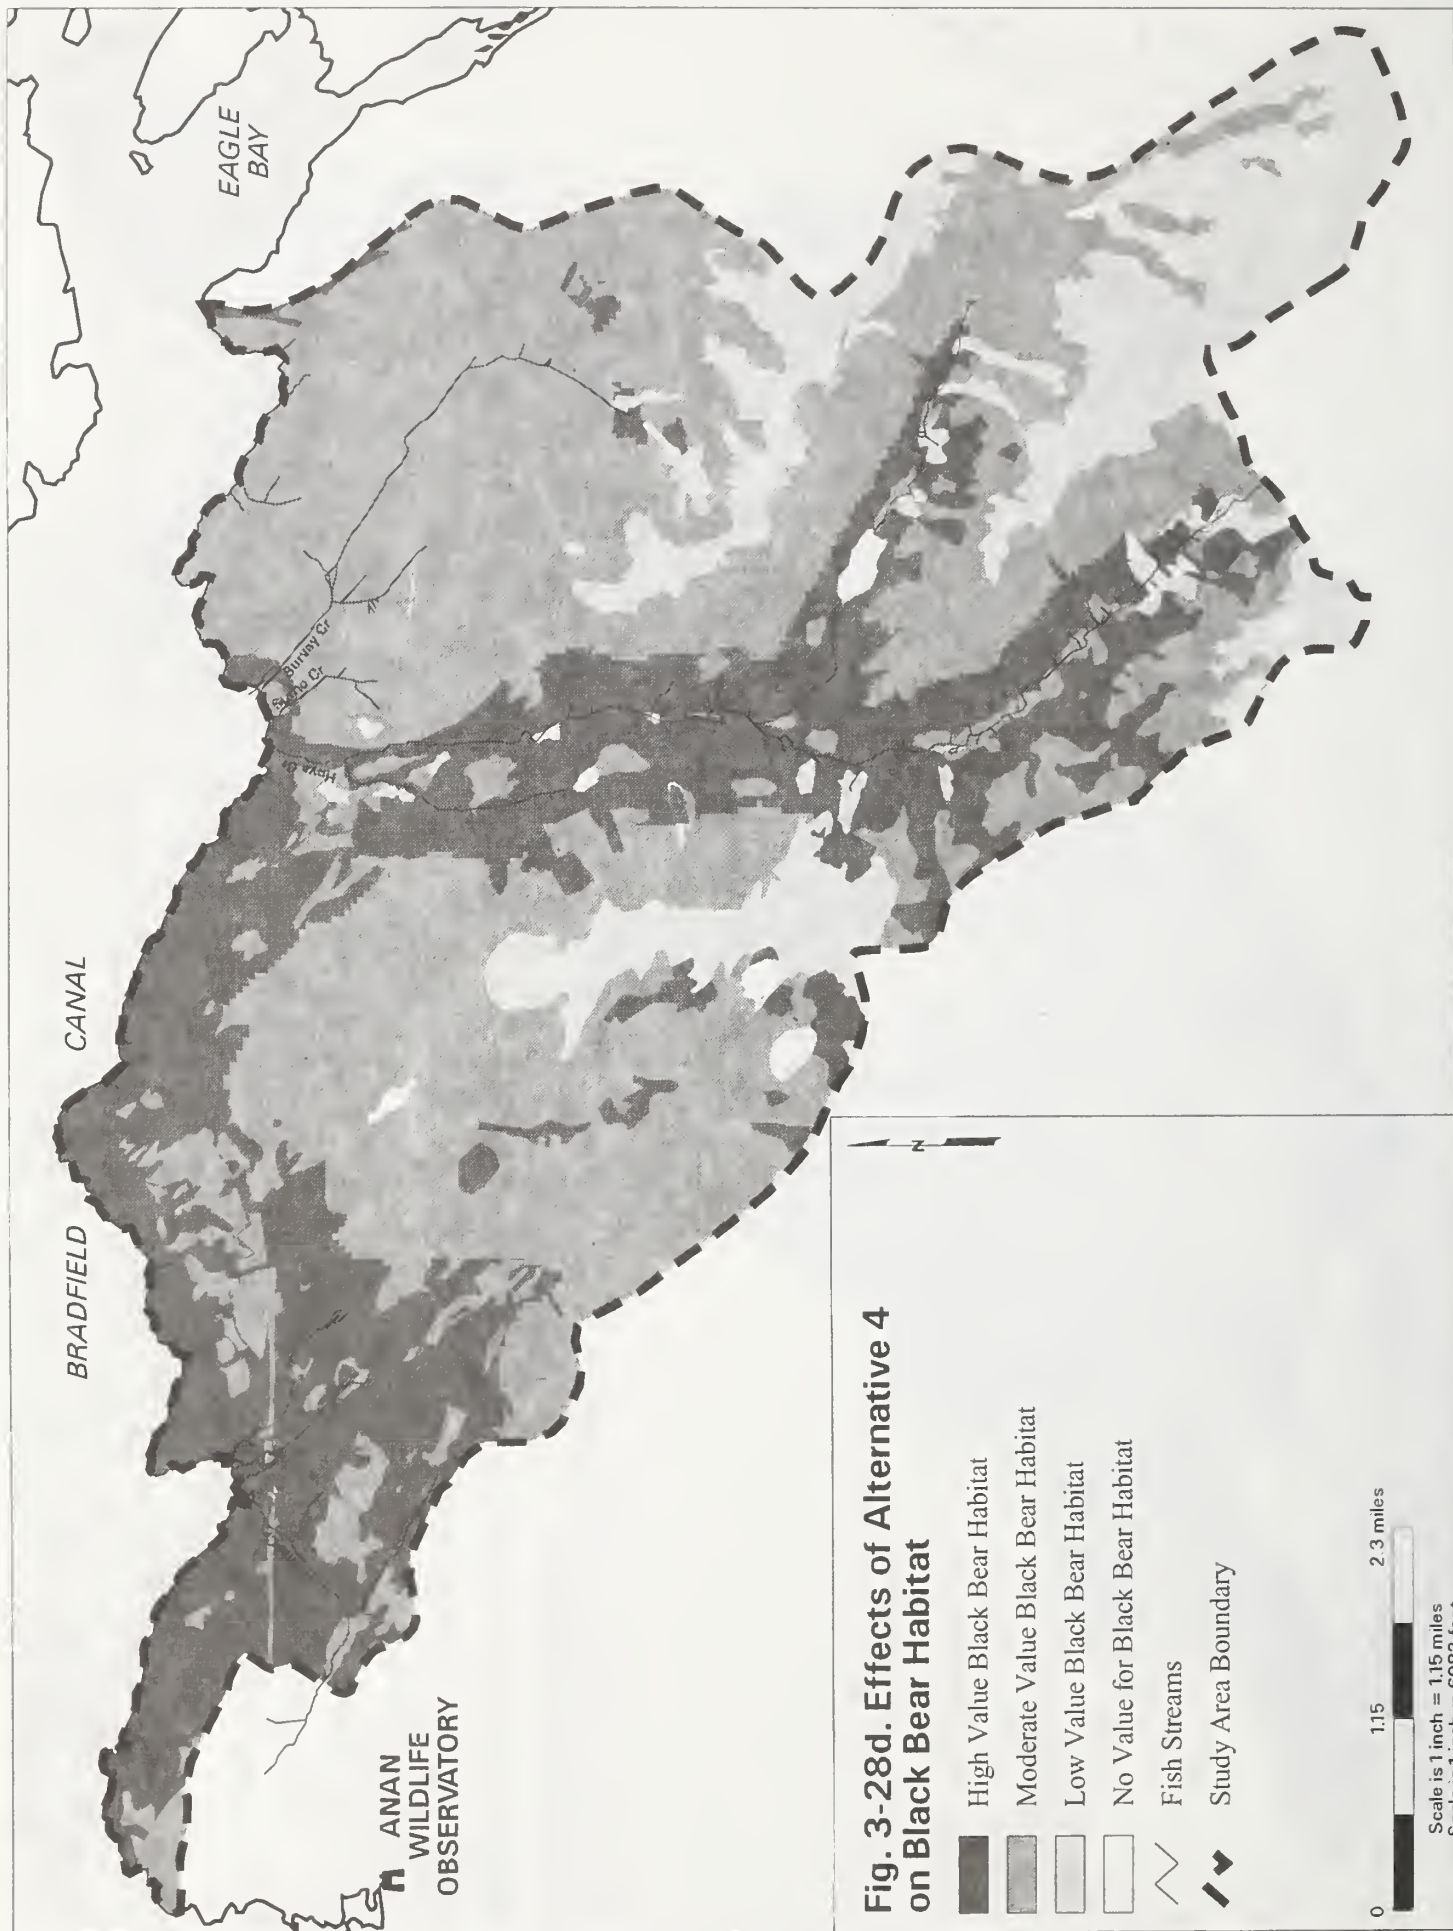 EAGLE
BAY
BRADFIELD
CANAL
Survey Cr
Hoya Cr
ANAN
WILDLIFE
OBSERVATORY
N
Fig. 3-28d. Effects of Alternative 4
on Black Bear Habitat
High Value Black Bear Habitat
Moderate Value Black Bear Habitat
Low Value Black Bear Habitat
No Value for Black Bear Habitat
Fish Streams
Study Area Boundary
0
1.15
2.3 miles
Scale is 1 inch = 1.15 miles